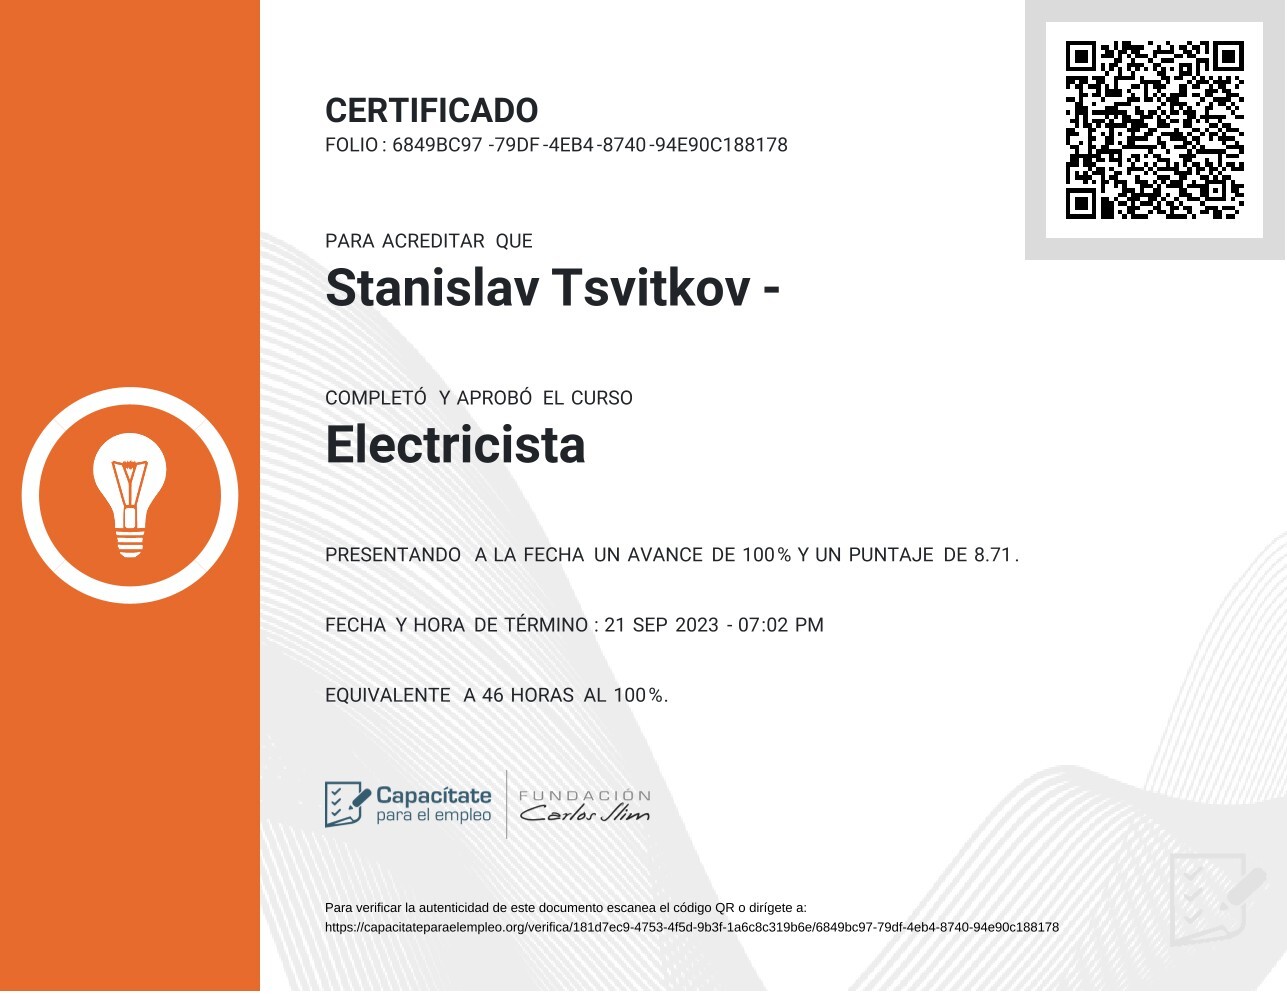 CERTIFICADO
FOLIO : 6849BC97 -79DF -4EB4 -8740 -94E90C188178
PARA ACREDITAR QUE
Stanislav Tsvitkov -
COMPLETÓ Y APROBÓ EL CURSO
Electricista
PRESENTANDO A LA FECHA UN AVANCE DE 100% Y UN PUNTAJE DE 8.71.
FECHA Y HORA DE TÉRMINO : 21 SEP 2023 - 07:02 PM
EQUIVALENTE A 46 HORAS AL 100%.
Capacítate
para el empleo
FUNDACIÓN
Carlos Slim
Para verificar la autenticidad de este documento escanea el código QR o dirígete a:
https://capacitateparaelempleo.org/verifica/181d7ec9-4753-4f5d-9b3f-1a6c8c319b6e/6849bc97-79df-4eb4-8740-94e90c188178